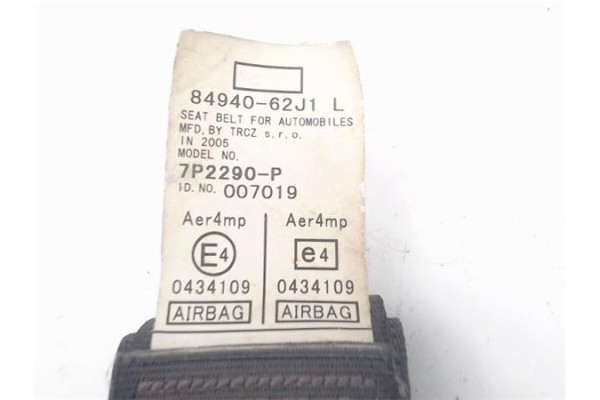 84940-62J1 L
SEAT BELT FOR AUTOMOBILES
MFD. BY TRCZ s.r.o.
IN 2005
MODEL NO.
7P2290-P
I.D. NO. 007019
Aer4mp Aer4mp
E4 e4
0434109 0434109
AIRBAG AIRBAG